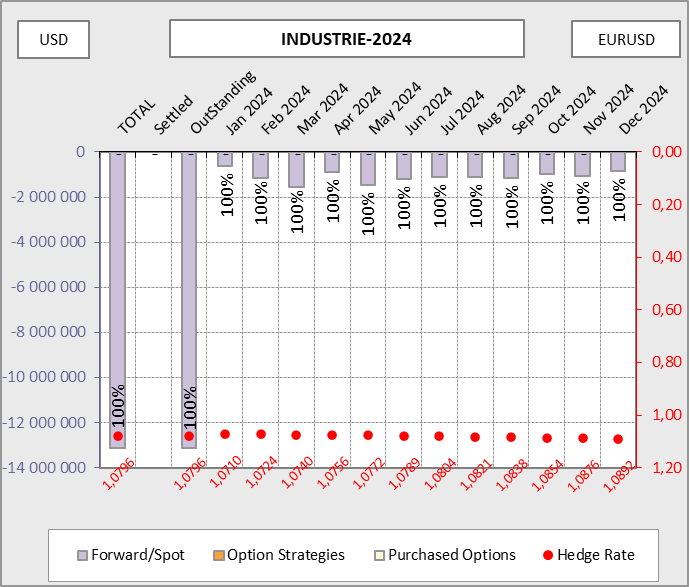 USD
INDUSTRIE-2024
EURUSD
TOTAL
Settled
OutStanding
Jan 2024
Feb 2024
Mar 2024
Apr 2024
May 2024
Jun 2024
Jul 2024
Aug 2024
Sep 2024
Oct 2024
Nov 2024
Dec 2024
0
-2 000 000
-4 000 000
-6 000 000
-8 000 000
-10 000 000
-12 000 000
-14 000 000
100%
100%
100%
100%
100%
100%
100%
100%
100%
100%
100%
100%
100%
100%
0,00
0,20
0,40
0,60
0,80
1,00
1,20
1,0796
1,0796
1,0710
1,0724
1,0740
1,0756
1,0772
1,0789
1,0804
1,0821
1,0838
1,0854
1,0876
1,0892
Forward/Spot
Option Strategies
Purchased Options
Hedge Rate